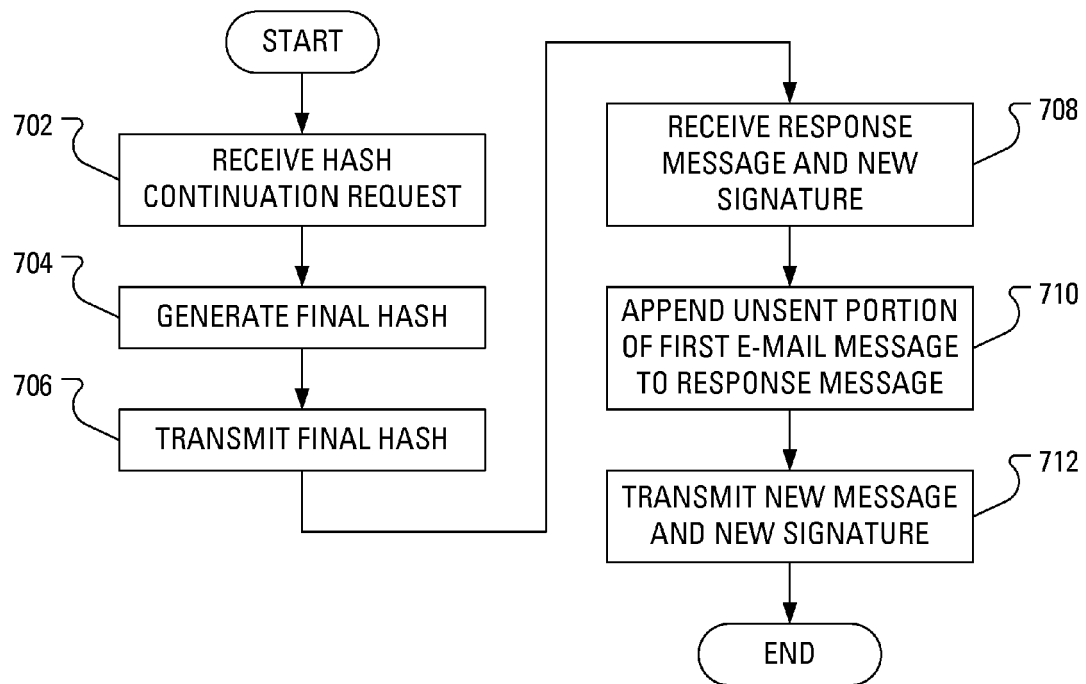 START
702
RECEIVE HASH
CONTINUATION REQUEST
704
GENERATE FINAL HASH
706
TRANSMIT FINAL HASH
708
RECEIVE RESPONSE
MESSAGE AND NEW
SIGNATURE
710
APPEND UNSENT PORTION
OF FIRST E-MAIL MESSAGE
TO RESPONSE MESSAGE
712
TRANSMIT NEW MESSAGE
AND NEW SIGNATURE
END